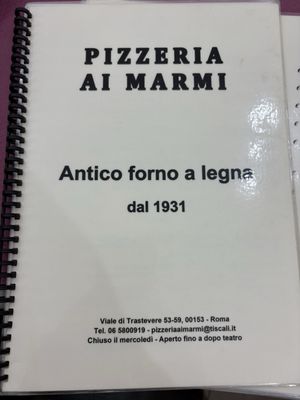 PIZZERIA
AI MARMI
Antico forno a legna
dal 1931
Viale di Trastevere 53-59, 00153 - Roma
Tel. 06 5800919 - pizzeriaaimarmi@tiscali.it
Chiuso il mercoledì - Aperto fino a dopo teatro